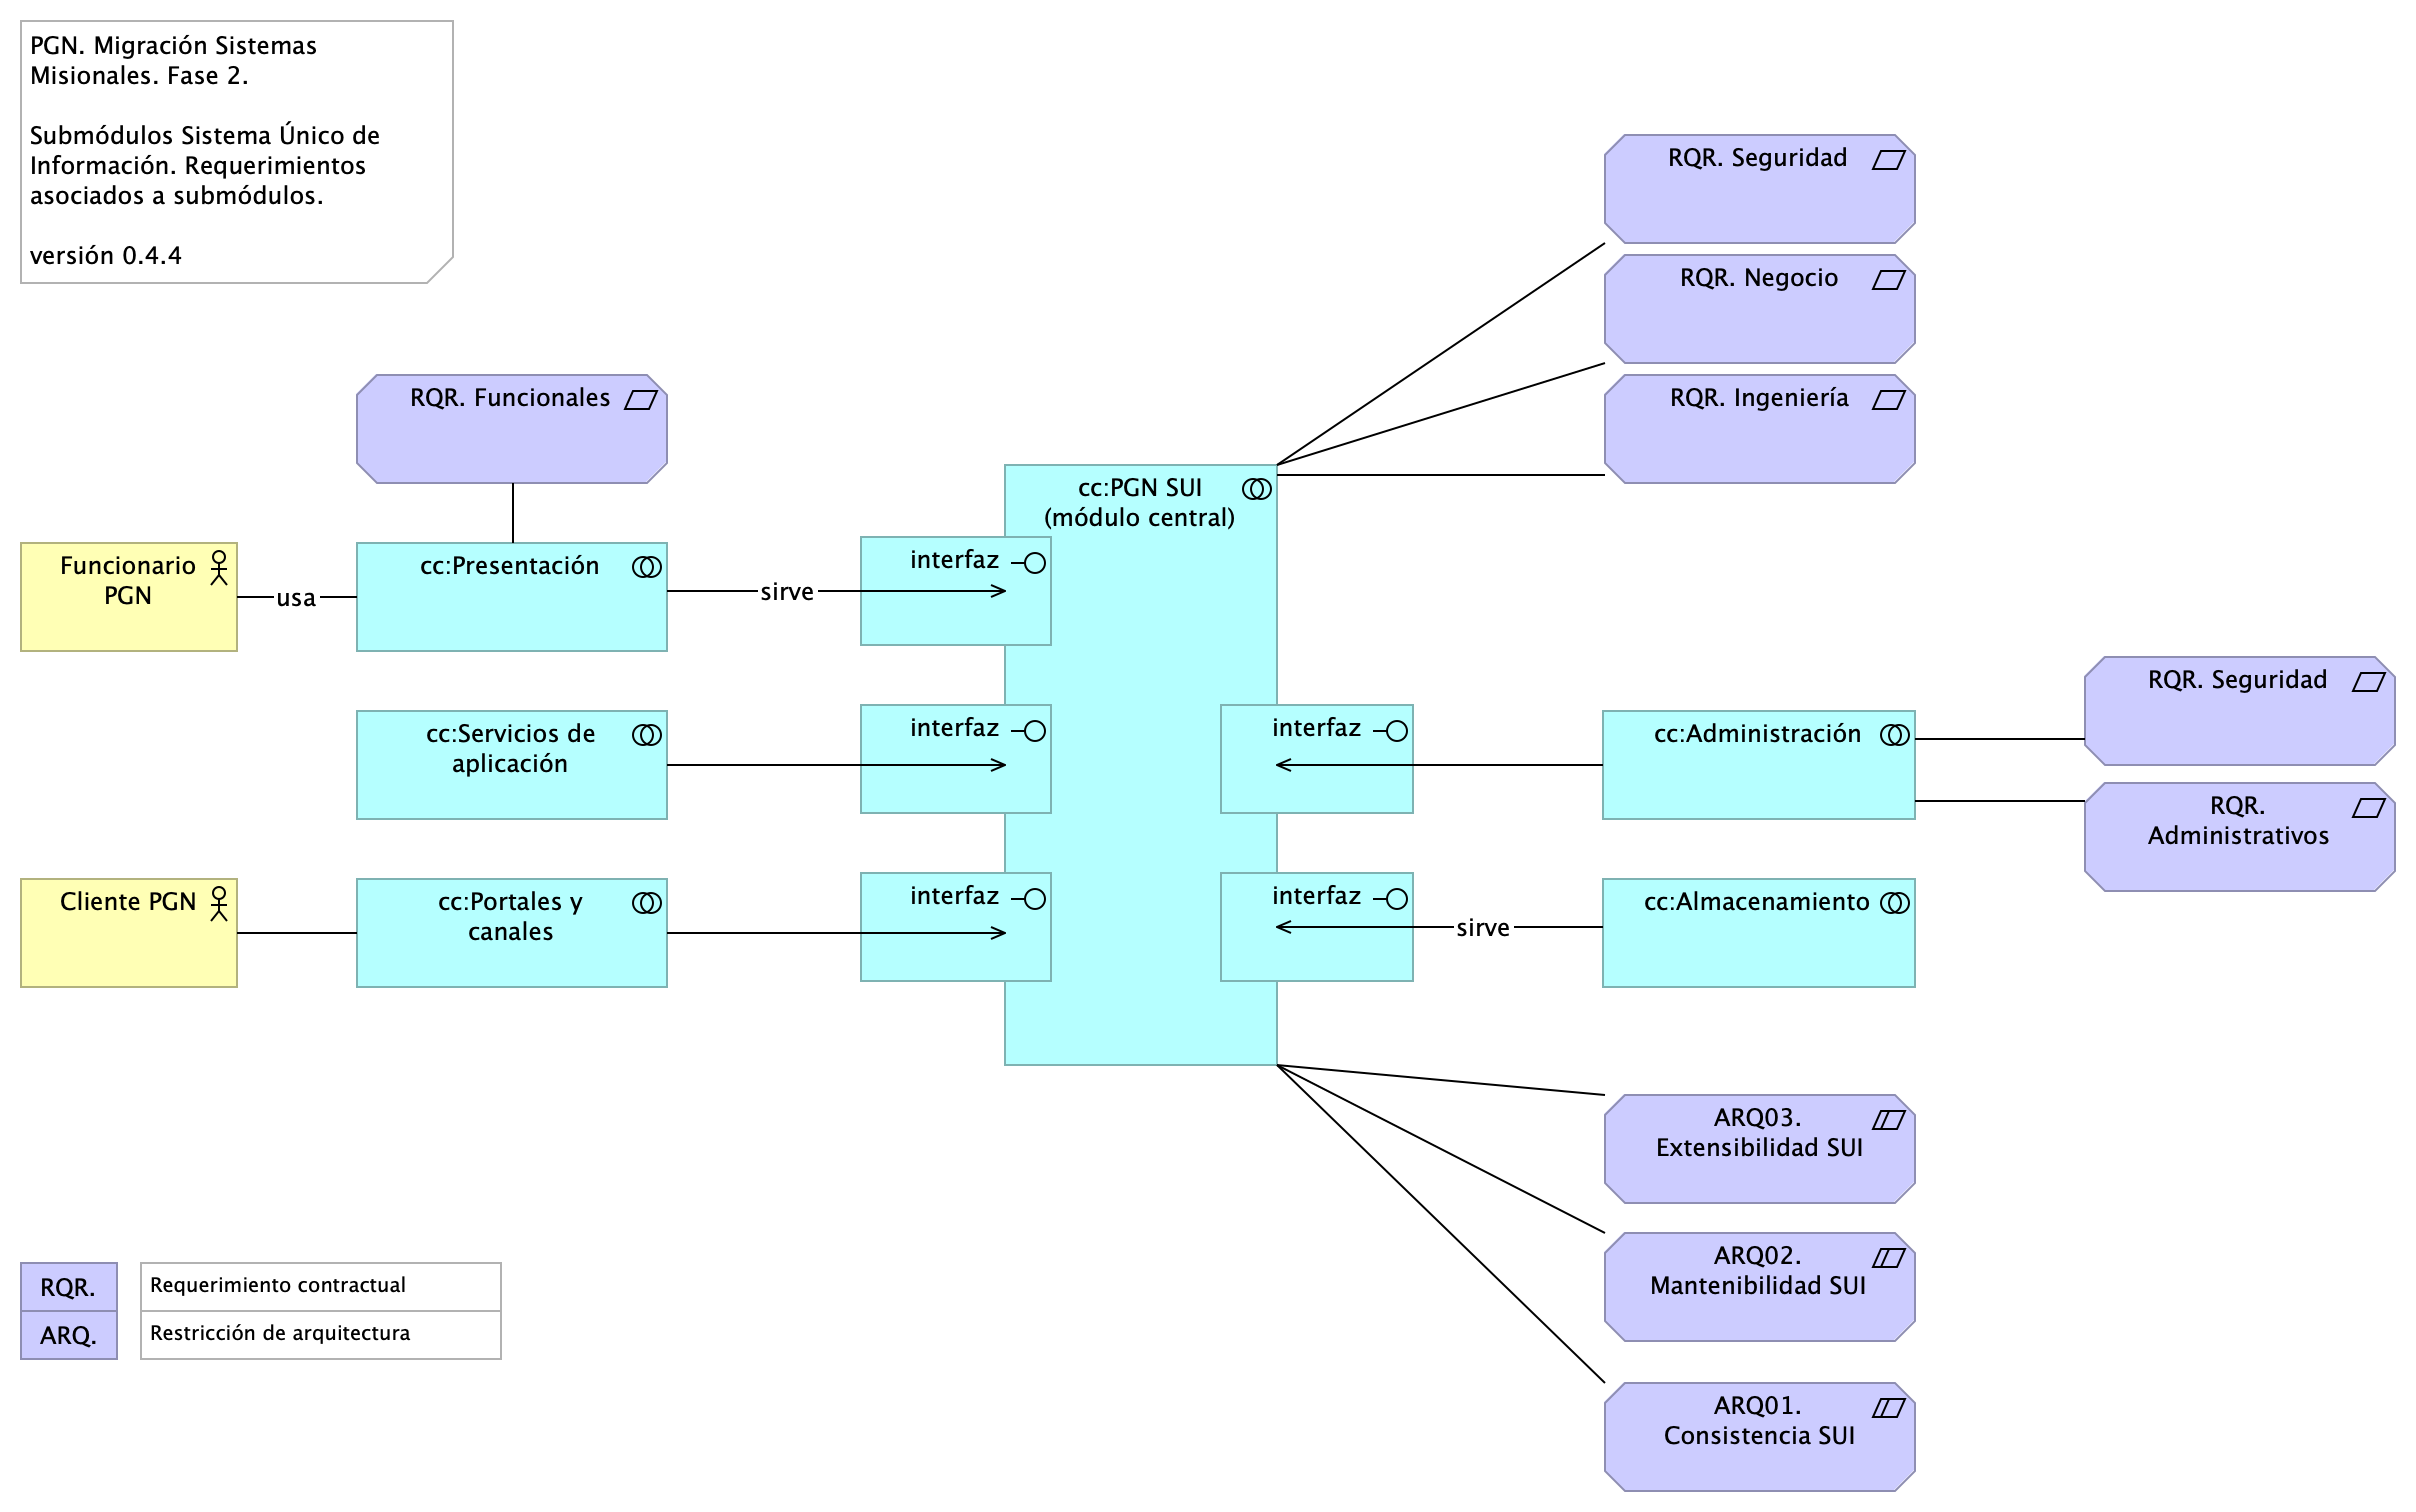 PGN. Migración Sistemas
Misionales. Fase 2.
Submódulos Sistema Único de
Información. Requerimientos
asociados a submódulos.
versión 0.4.4
RQR. Seguridad
RQR. Negocio
RQR. Ingeniería
RQR. Funcionales
cc:PGN SUI
(módulo central)
Funcionario
PGN
usa
cc:Presentación
sirve
interfaz
cc:Servicios de
aplicación
interfaz
interfaz
cc:Administración
RQR. Seguridad
RQR.
Administrativos
Cliente PGN
cc:Portales y
canales
interfaz
interfaz
sirve
cc:Almacenamiento
ARQ03.
Extensibilidad SUI
ARQ02.
Mantenibilidad SUI
ARQ01.
Consistencia SUI
RQR.
Requerimiento contractual
ARQ.
Restricción de arquitectura